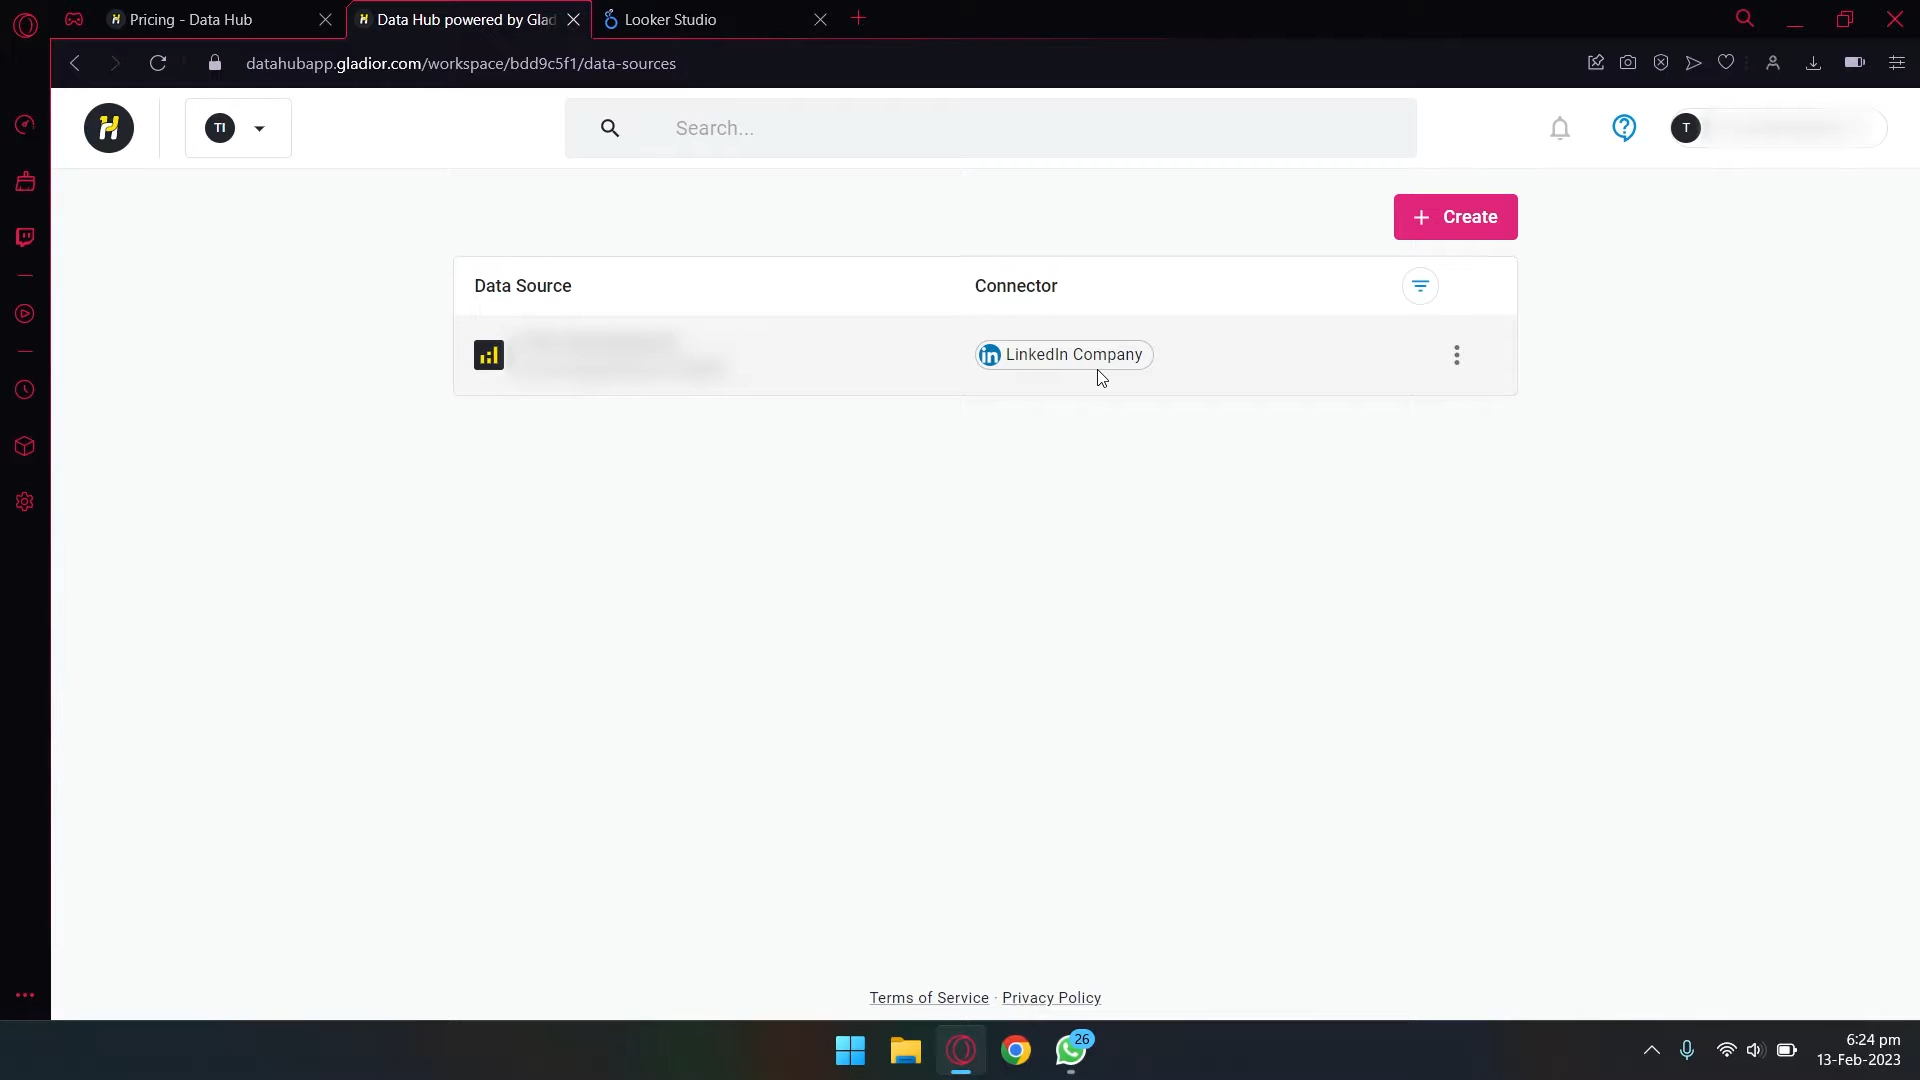 Pricing - Data Hub
Data Hub powered by Glad
Looker Studio
datahubapp.gladior.com/workspace/bdd9c5f1/data-sources
H
TI
Search...
T
+ Create
Data Source
Connector
in LinkedIn Company
Terms of Service · Privacy Policy
26
6:24 pm
13-Feb-2023